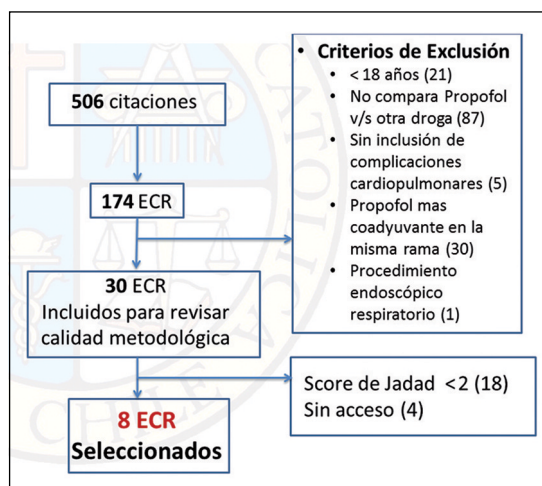 506 citaciones
174 ECR
30 ECR
Incluidos para revisar
calidad metodológica
8 ECR
Seleccionados
• Criterios de Exclusión
• < 18 años (21)
• No compara Propofol
v/s otra droga (87)
• Sin inclusión de
complicaciones
cardiopulmonares (5)
• Propofol mas
coadyuvante en la
misma rama (30)
• Procedimiento
endoscópico
respiratorio (1)
Score de Jadad <2 (18)
Sin acceso (4)
CATOLICA
CHILE